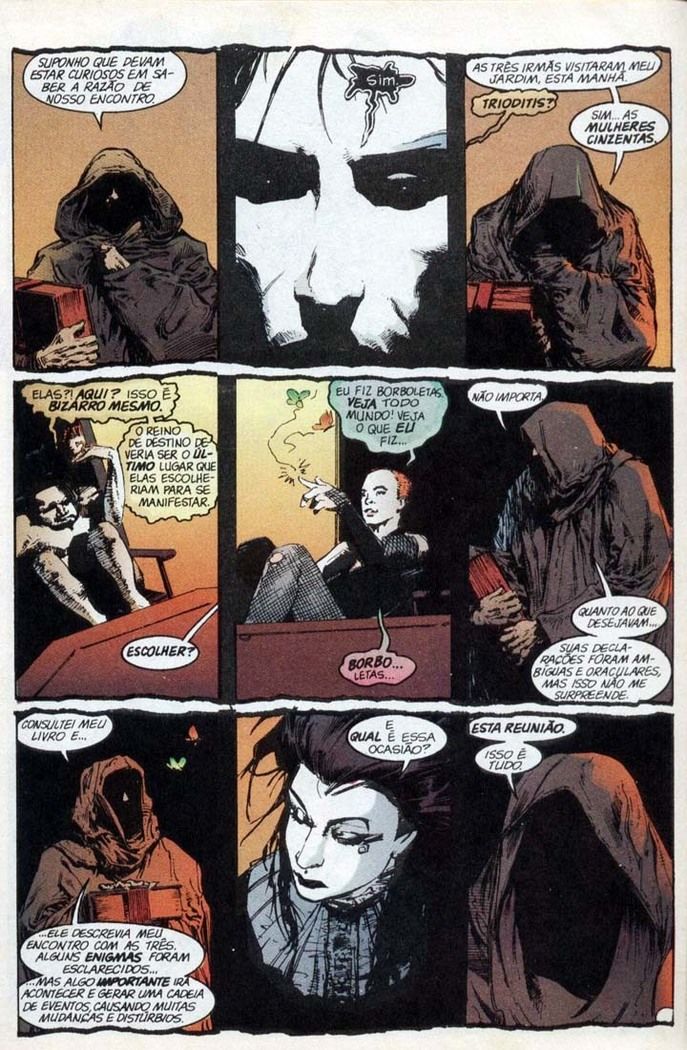 SUPONHO QUE DEVAM
ESTAR CURIOSOS EM SA-
BER A RAZÃO DE
NOSSO ENCONTRO.
Sim.
AS TRÊS IRMÃS VISITARAM MEU
JARDIM, ESTA MANHÃ.
TRIODITIS?
SIM... AS
MULHERES
CINZENTAS.
ELAS?! AQUI? ISSO É
BIZARRO MESMO.
O REINO
DE DESTINO DE-
VERIA SER O ÚL-
TIMO LUGAR QUE
ELAS ESCOLHE-
RIAM PARA SE
MANIFESTAR.
ESCOLHER?
EU FIZ BORBOLETAS.
VEJA TODO
MUNDO! VEJA
O QUE EU
FIZ...
BORBO...
LETAS...
NÃO IMPORTA.
QUANTO AO QUE
DESEJAVAM...
SUAS DECLA-
RAÇÕES FORAM AM-
BÍGUAS E ORACULARES,
MAS ISSO NÃO ME
SURPREENDE.
CONSULTEI MEU
LIVRO E...
...ELE DESCREVIA MEU
ENCONTRO COM AS TRÊS.
ALGUNS ENIGMAS FORAM
ESCLARECIDOS...
...MAS ALGO IMPORTANTE IRÁ
ACONTECER E GERAR UMA CADEIA
DE EVENTOS, CAUSANDO MUITAS
MUDANÇAS E DISTÚRBIOS.
E
QUAL É ESSA
OCASIÃO?
ESTA REUNIÃO.
ISSO É
TUDO.